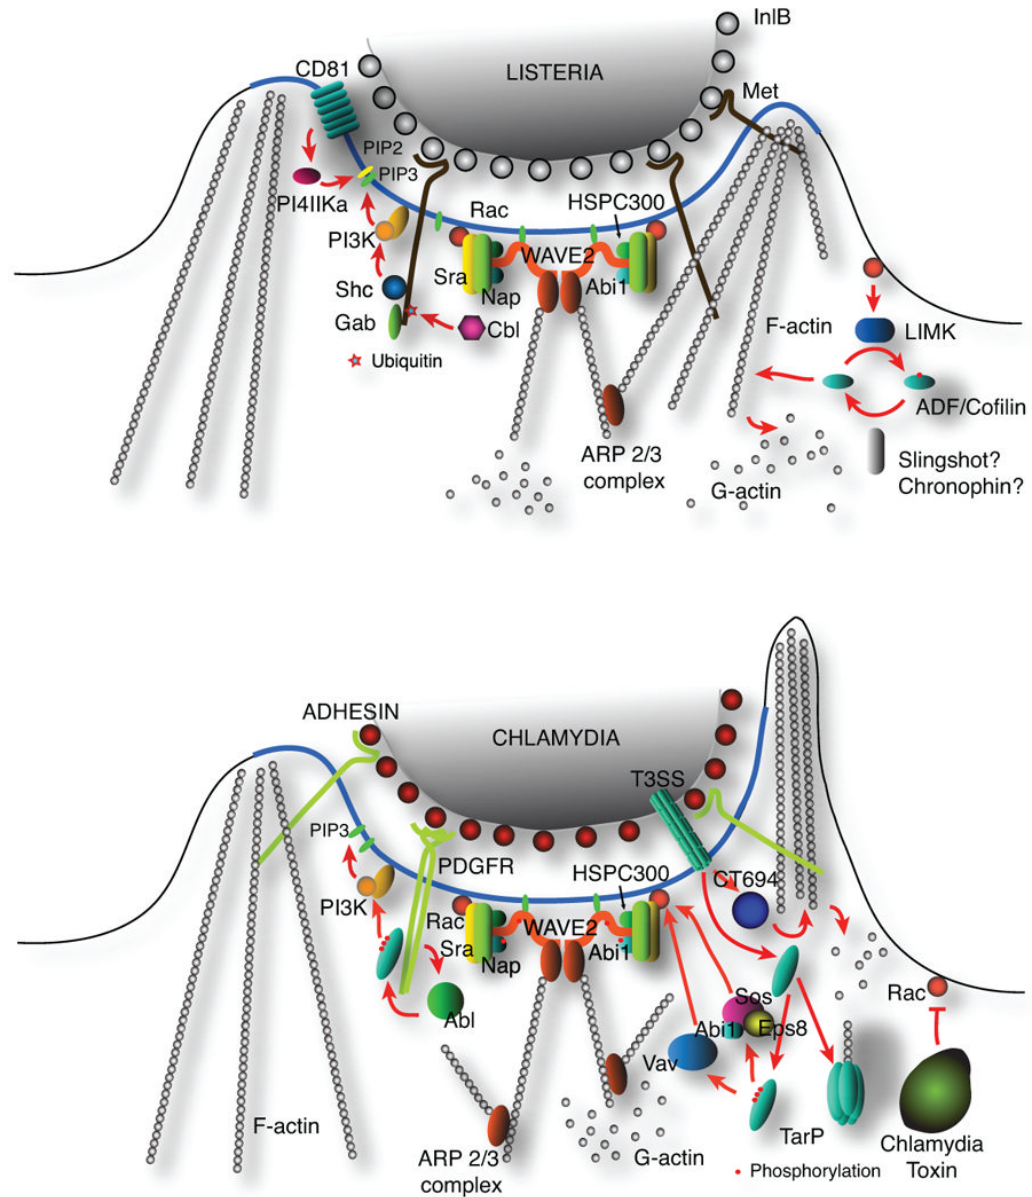 InlB
LISTERIA
CD81
Met
PIP2
PIP3
PI4IIKa
Rac
HSPC300
PI3K
WAVE2
Sra
Nap
Abi1
Shc
Gab
Cbl
Ubiquitin
F-actin
LIMK
ADF/Cofilin
ARP 2/3
complex
G-actin
Slingshot?
Chronophin?
ADHESIN
CHLAMYDIA
T3SS
PIP3
PDGFR
HSPC300
CT694
PI3K
Rac
WAVE2
Sra
Nap
Abi1
Abl
Sos
Abi1
Eps8
Rac
Vav
F-actin
ARP 2/3
complex
G-actin
TarP
Chlamydia
Toxin
Phosphorylation